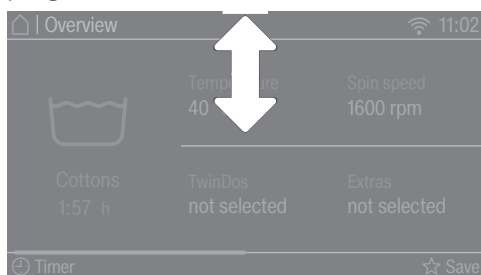 | Overview 11:02
Temperature Spin speed
40 1600 rpm
Cottons TwinDos Extras
1:57 h not selected not selected
Timer Save